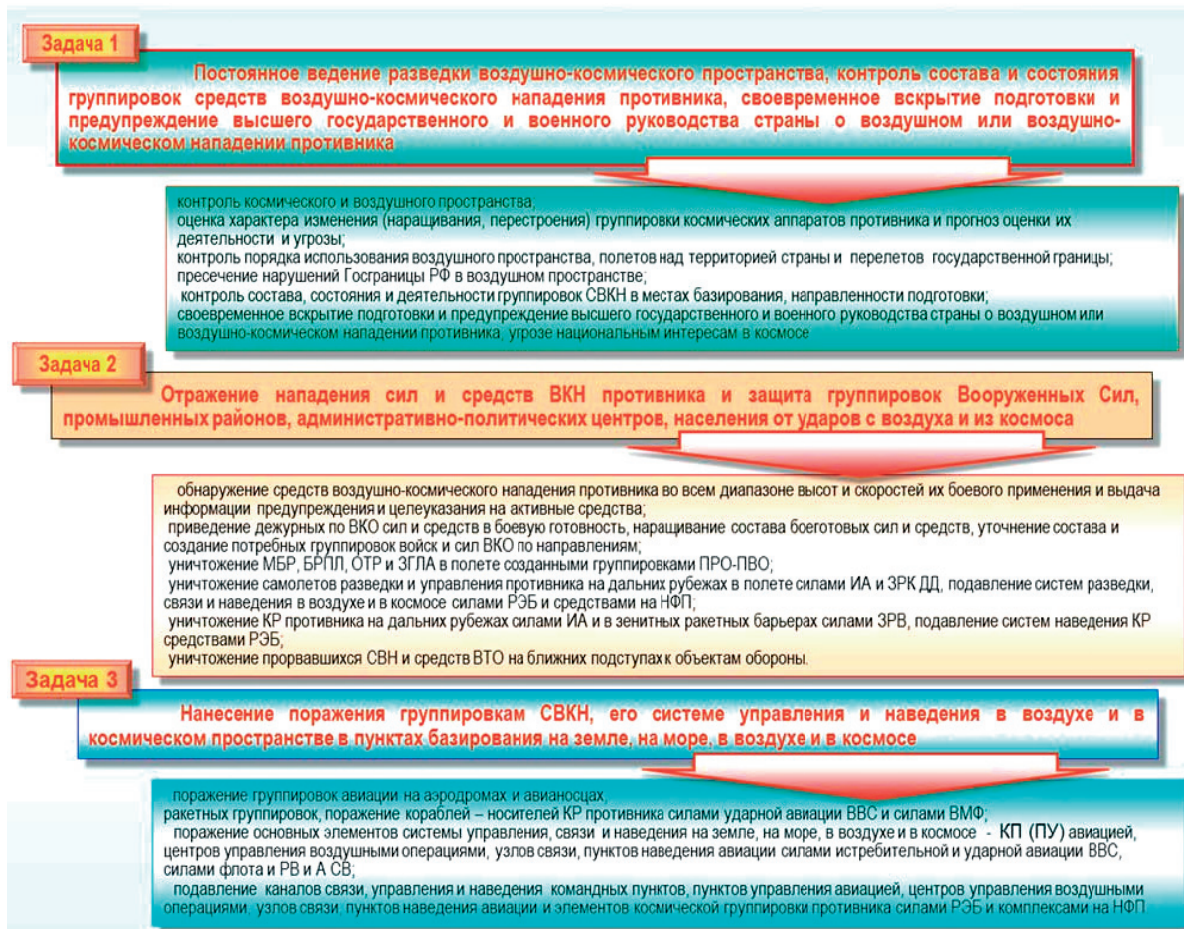 Задача 1
Постоянное ведение разведки воздушно-космического пространства, контроль состава и состояния
группировок средств воздушно-космического нападения противника, своевременное вскрытие подготовки и
предупреждение высшего государственного и военного руководства страны о воздушном или воздушно-
космическом нападении противника
контроль космического и воздушного пространства;
оценка характера изменения (наращивания, перестроения) группировки космических аппаратов противника и прогноз оценки их
деятельности и угрозы;
контроль порядка использования воздушного пространства, полетов над территорией страны и перелетов государственной границы;
пресечение нарушений Госграницы РФ в воздушном пространстве;
контроль состава, состояния и деятельности группировок СВКН в местах базирования, направленности подготовки;
своевременное вскрытие подготовки и предупреждение высшего государственного и военного руководства страны о воздушном или
воздушно-космическом нападении противника, угрозе национальным интересам в космосе
Задача 2
Отражение нападения сил и средств ВКН противника и защита группировок Вооруженных Сил,
промышленных районов, административно-политических центров, населения от ударов с воздуха и из космоса
обнаружение средств воздушно-космического нападения противника во всем диапазоне высот и скоростей их боевого применения и выдача
информации предупреждения и целеуказания на активные средства;
приведение дежурных по ВКО сил и средств в боевую готовность, наращивание состава боеготовых сил и средств, уточнение состава и
создание потребных группировок войск и сил ВКО по направлениям;
уничтожение МБР, БРПЛ, ОТР и ЗГЛА в полете созданными группировками ПРО-ПВО;
уничтожение самолетов разведки и управления противника на дальних рубежах в полете силами ИА и ЗРК ДД, подавление систем разведки,
связи и наведения в воздухе и в космосе силами РЭБ и средствами на НФП;
уничтожение КР противника на дальних рубежах силами ИА и в зенитных ракетных барьерах силами ЗРВ, подавление систем наведения КР
средствами РЭБ;
уничтожение прорвавшихся СВН и средств ВТО на ближних подступах к объектам обороны.
Задача 3
Нанесение поражения группировкам СВКН, его системе управления и наведения в воздухе и в
космическом пространстве в пунктах базирования на земле, на море, в воздухе и в космосе
поражение группировок авиации на аэродромах и авианосцах,
ракетных группировок, поражение кораблей – носителей КР противника силами ударной авиации ВВС и силами ВМФ;
поражение основных элементов системы управления, связи и наведения на земле, на море, в воздухе и в космосе - КП (ПУ) авиацией,
центров управления воздушными операциями, узлов связи, пунктов наведения авиации силами истребительной и ударной авиации ВВС,
силами флота и РВ и А СВ;
подавление каналов связи, управления и наведения командных пунктов, пунктов управления авиацией, центров управления воздушными
операциями, узлов связи, пунктов наведения авиации и элементов космической группировки противника силами РЭБ и комплексами на НФП